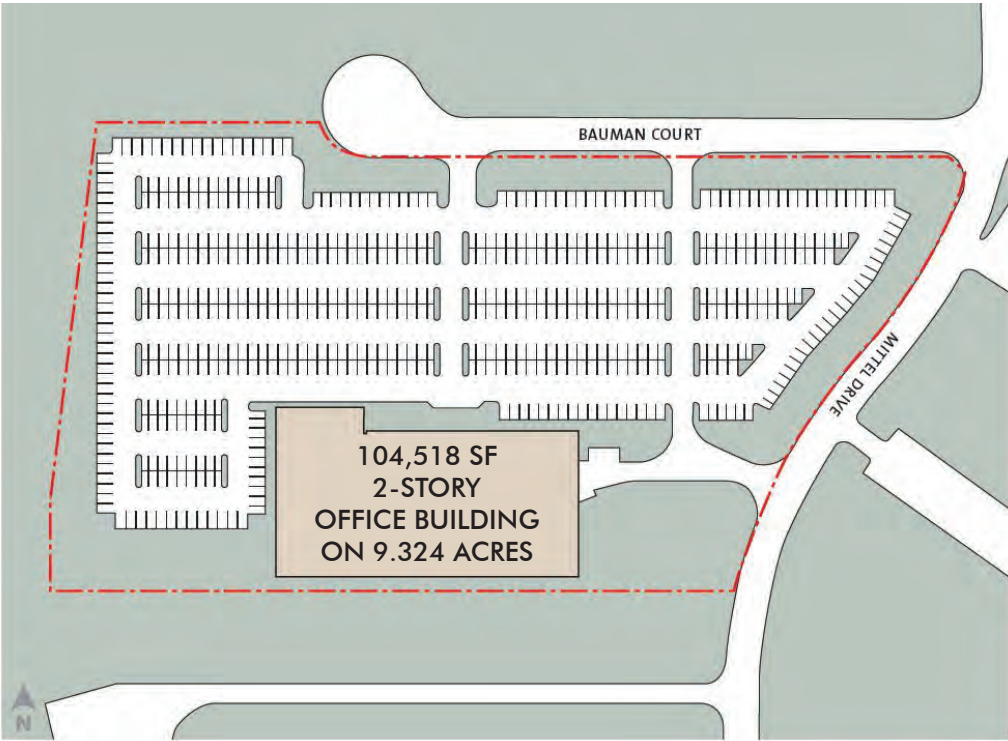 BAUMAN COURT
MITTEL DRIVE
104,518 SF
2-STORY
OFFICE BUILDING
ON 9.324 ACRES
N